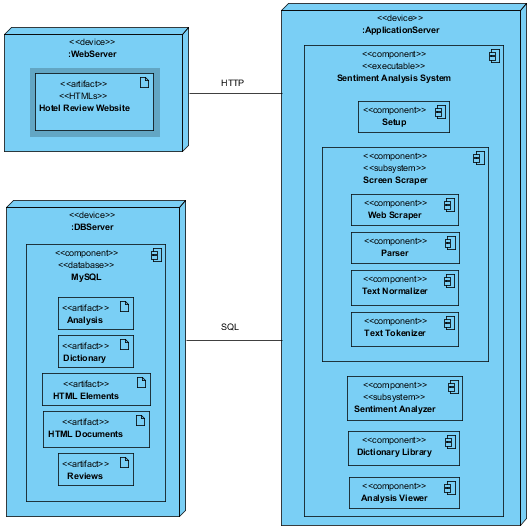 <<device>>
:WebServer
<<artifact>>
<<HTMLs>>
Hotel Review Website
HTTP
<<device>>
:DBServer
<<component>>
<<database>>
MySQL
<<artifact>>
Analysis
<<artifact>>
Dictionary
<<artifact>>
HTML Elements
<<artifact>>
HTML Documents
<<artifact>>
Reviews
SQL
<<device>>
:ApplicationServer
<<component>>
<<executable>>
Sentiment Analysis System
<<component>>
Setup
<<component>>
<<subsystem>>
Screen Scraper
<<component>>
Web Scraper
<<component>>
Parser
<<component>>
Text Normalizer
<<component>>
Text Tokenizer
<<component>>
<<subsystem>>
Sentiment Analyzer
<<component>>
Dictionary Library
<<component>>
Analysis Viewer